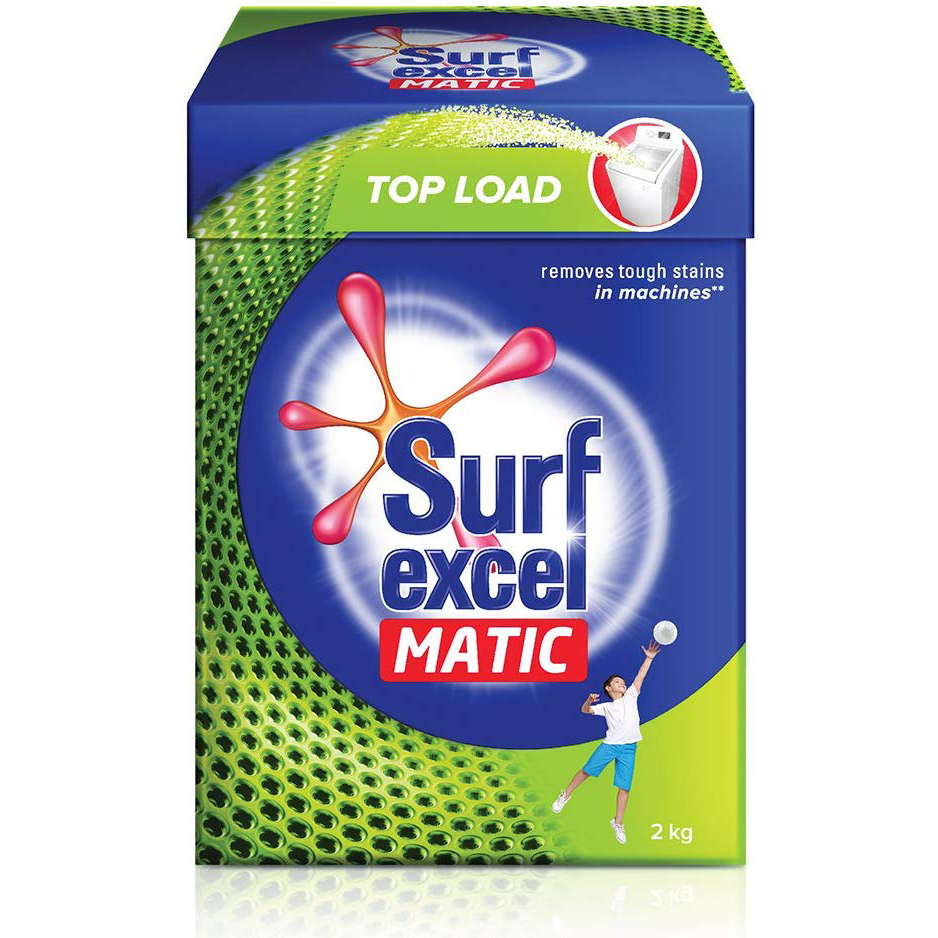 Surf
excel
MATIC
TOP LOAD
removes tough stains
in machines**
Surf
excel
MATIC
2 kg